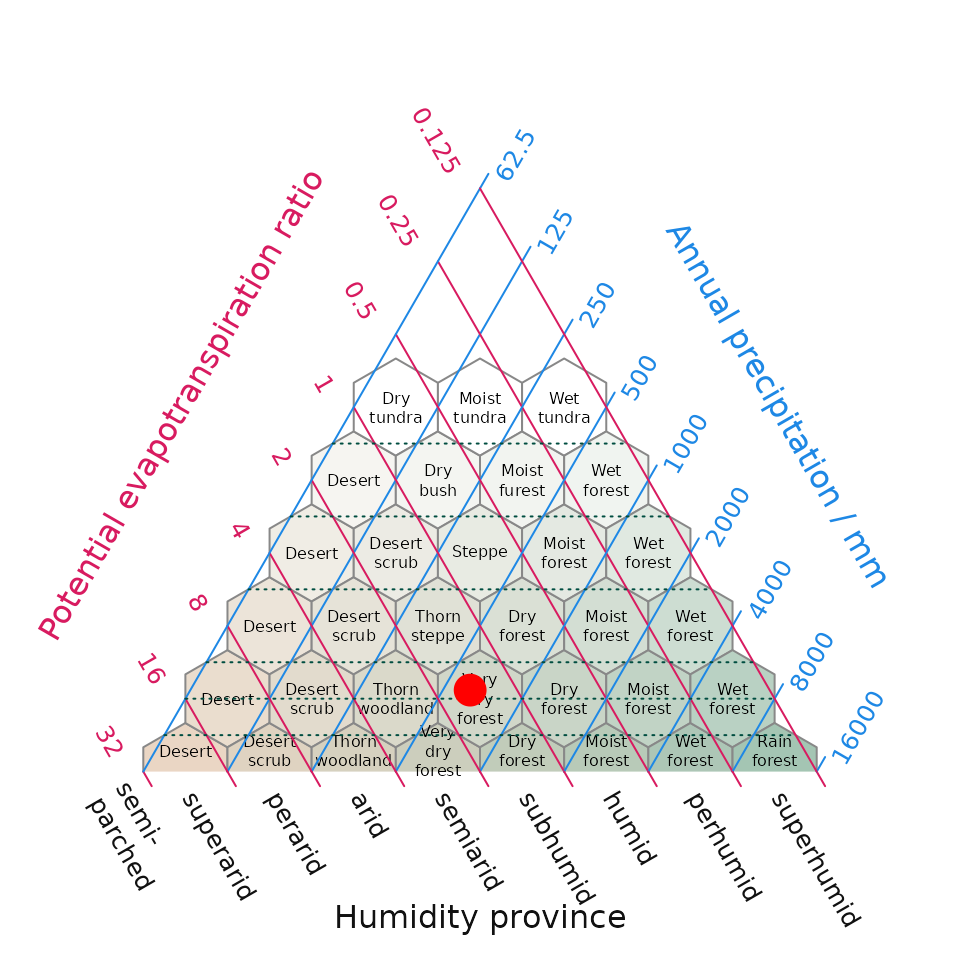 Potential evapotranspiration ratio
0.125
0.25
0.5
1
2
4
8
16
32
62.5
125
250
500
1000
2000
4000
8000
16000
Annual precipitation / mm
Dry
tundra
Moist
tundra
Wet
tundra
Desert
Dry
bush
Moist
furest
Wet
forest
Desert
Desert
scrub
Steppe
Moist
forest
Wet
forest
Desert
Desert
scrub
Thorn
steppe
Dry
forest
Moist
forest
Wet
forest
Desert
Desert
scrub
Thorn
woodland
forest
Dry
forest
Moist
forest
Wet
forest
Desert
Desert
scrub
Thorn
woodland
Very
dry
forest
Dry
forest
Moist
forest
Wet
forest
Rain
forest
semi-
parched
superarid
perarid
arid
semiarid
subhumid
humid
perhumid
superhumid
Humidity province